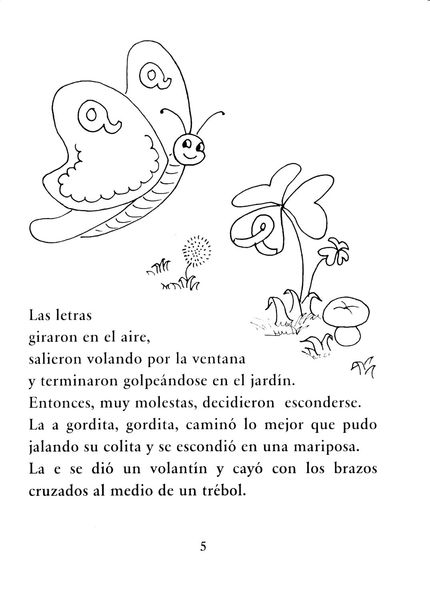 a
a
e
Las letras
giraron en el aire,
salieron volando por la ventana
y terminaron golpeándose en el jardín.
Entonces, muy molestas, decidieron esconderse.
La a gordita, gordita, caminó lo mejor que pudo
jalando su colita y se escondió en una mariposa.
La e se dió un volantín y cayó con los brazos
cruzados al medio de un trébol.
5